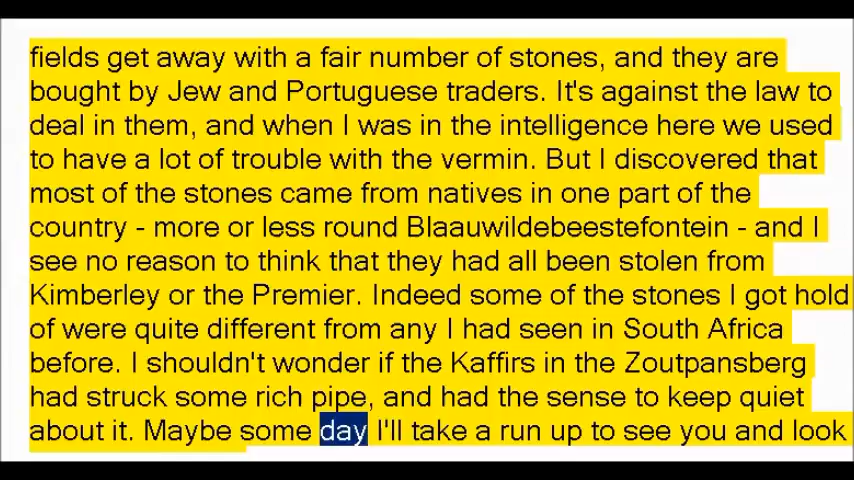 fields get away with a fair number of stones, and they are
bought by Jew and Portuguese traders. It's against the law to
deal in them, and when I was in the intelligence here we used
to have a lot of trouble with the vermin. But I discovered that
most of the stones came from natives in one part of the
country - more or less round Blaauwildebeestefontein - and I
see no reason to think that they had all been stolen from
Kimberley or the Premier. Indeed some of the stones I got hold
of were quite different from any I had seen in South Africa
before. I shouldn't wonder if the Kaffirs in the Zoutpansberg
had struck some rich pipe, and had the sense to keep quiet
about it. Maybe some day I'll take a run up to see you and look